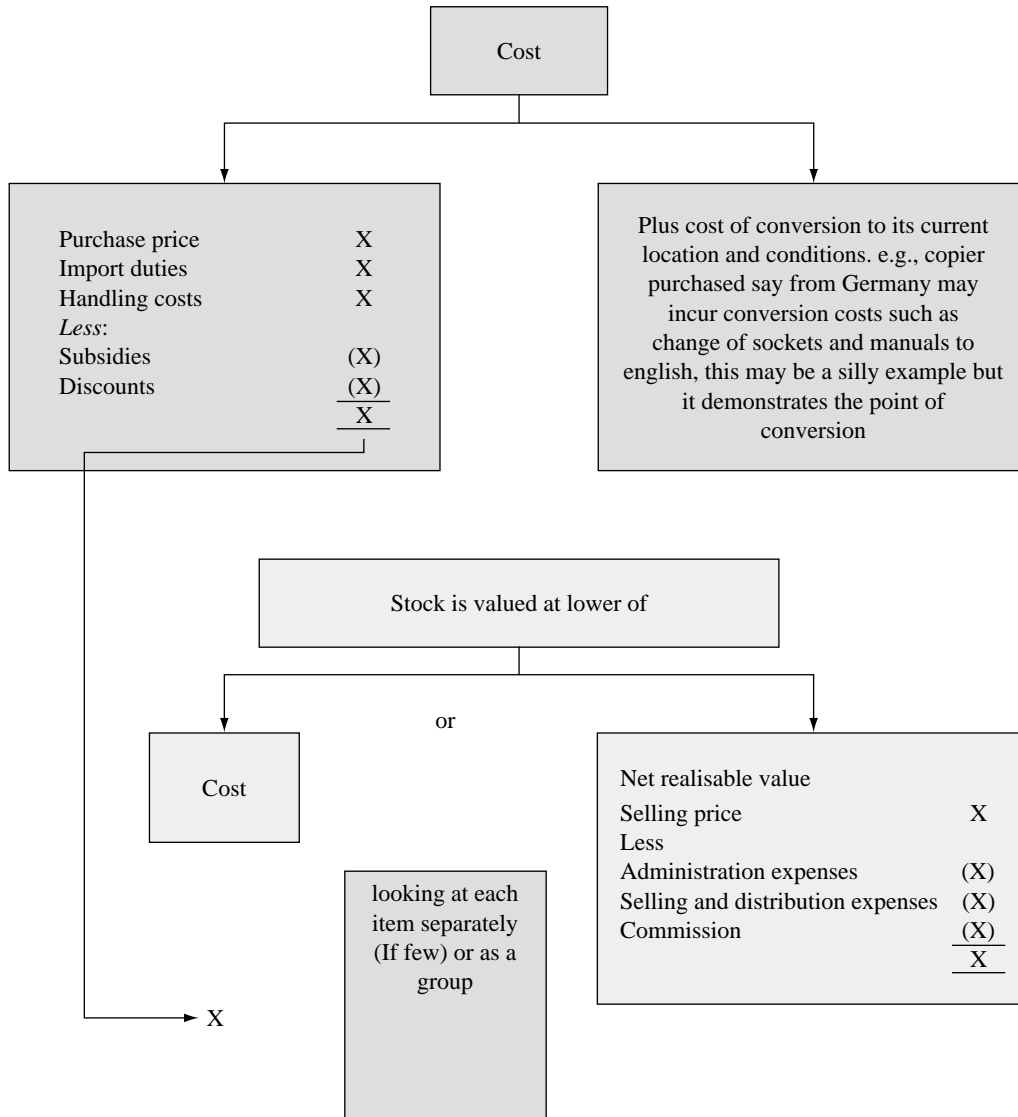 Cost
Purchase price X
Import duties X
Handling costs X
Less:
Subsidies (X)
Discounts (X)
X
Plus cost of conversion to its current
location and conditions. e.g., copier
purchased say from Germany may
incur conversion costs such as
change of sockets and manuals to
english, this may be a silly example but
it demonstrates the point of
conversion
Stock is valued at lower of
or
Cost
Net realisable value
Selling price X
Less
Administration expenses (X)
Selling and distribution expenses (X)
Commission (X)
X
looking at each
item separately
(If few) or as a
group
X